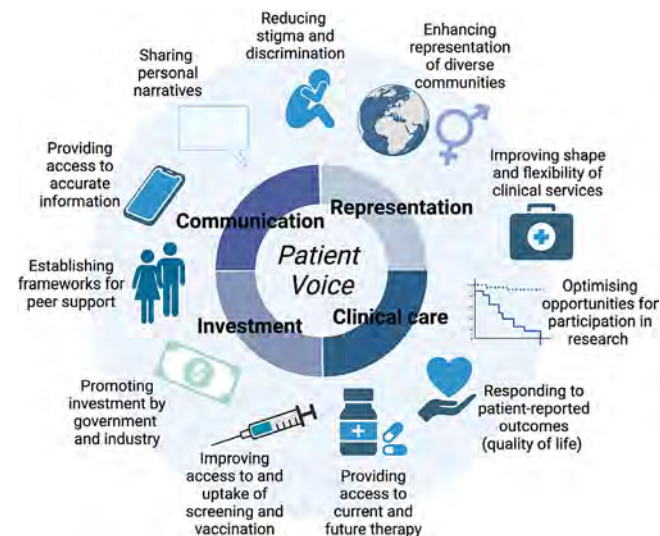 Reducing
stigma and
discrimination
Enhancing
representation
of diverse
communities
Sharing
personal
narratives
Providing
access to
accurate
information
Improving shape
and flexibility of
clinical services
Communication
Representation
Patient
Voice
Establishing
frameworks for
peer support
Optimising
opportunities for
participation in
research
Investment
Clinical care
Promoting
investment by
government
and industry
Responding to
patient-reported
outcomes
(quality of life)
Improving
access to and
uptake of
screening and
vaccination
Providing
access to
current and
future therapy